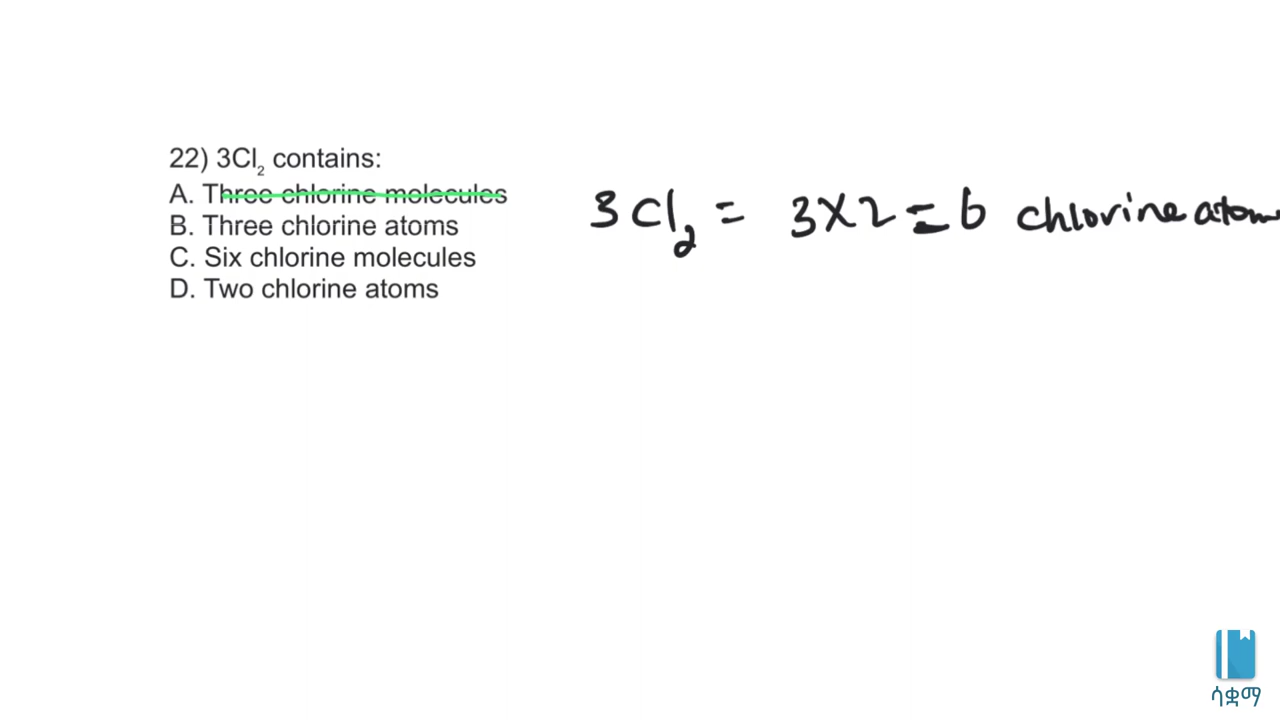 22) 3Cl₂ contains:
A. Three chlorine molecules
B. Three chlorine atoms
C. Six chlorine molecules
D. Two chlorine atoms
3Cl₂ = 3X2 = 6 chlorine atoms
ሳቋማ